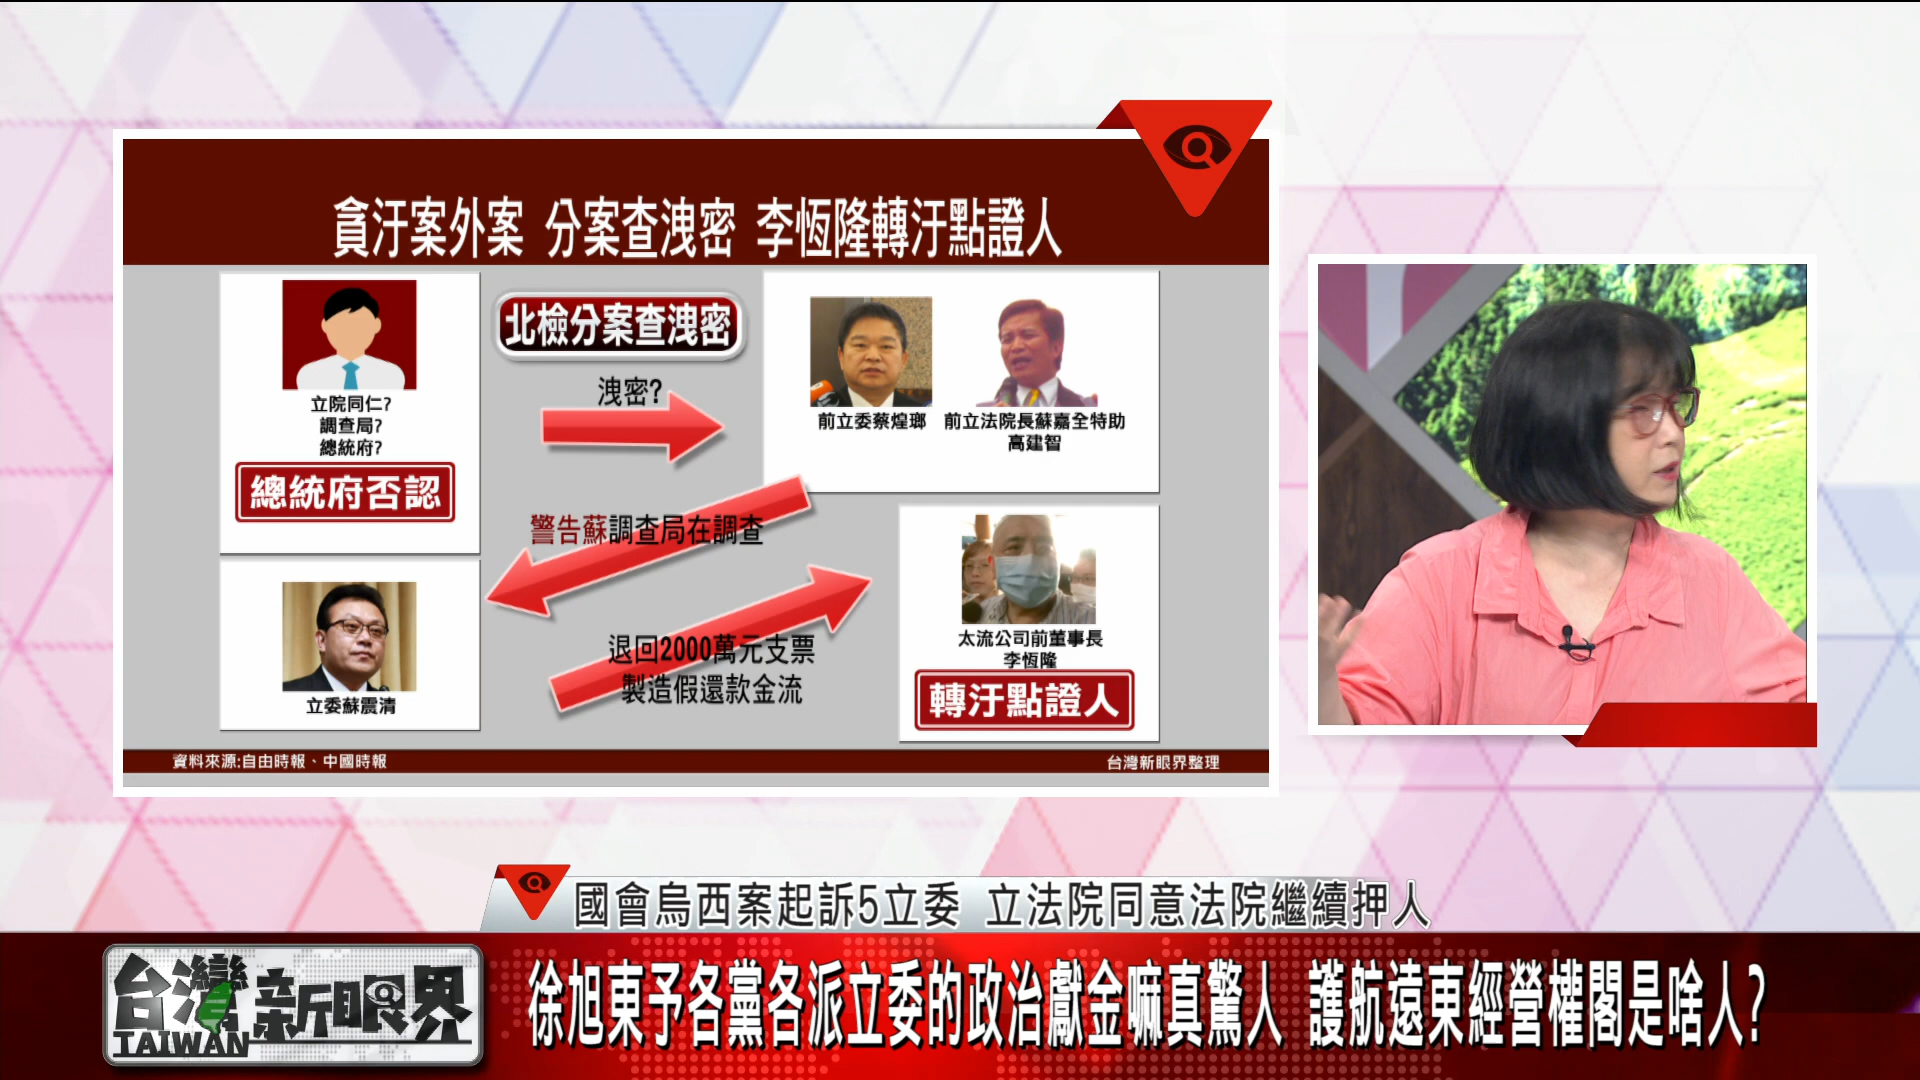 貪汙案外案 分案查洩密 李恆隆轉汙點證人
立院同仁?
調查局?
總統府?
總統府否認
北檢分案查洩密
洩密?
前立委蔡煌瑯
前立法院長蘇嘉全特助
高建智
警告蘇調查局在調查
立委蘇震清
退回2000萬元支票
製造假還款金流
太流公司前董事長
李恆隆
轉汙點證人
資料來源:自由時報、中國時報
台灣新眼界整理
國會烏西案起訴5立委 立法院同意法院繼續押人
台灣新眼界
TAIWAN
徐旭東予各黨各派立委的政治獻金嘛真驚人 護航遠東經營權閣是啥人?